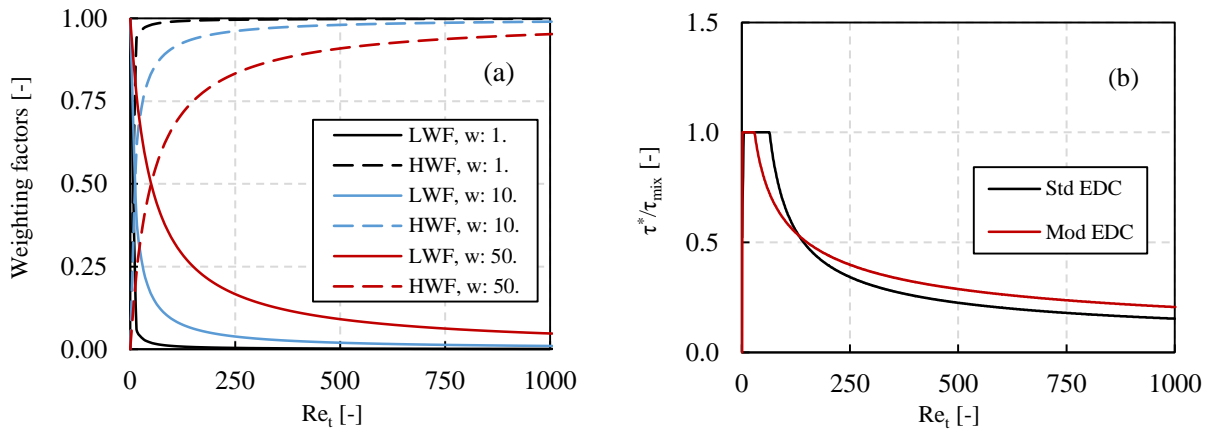 1.00
0.75
0.50
0.25
0.00
Weighting factors [-]
(a)
LWF, w: 1.
HWF, w: 1.
LWF, w: 10.
HWF, w: 10.
LWF, w: 50.
HWF, w: 50.
0 250 500 750 1000
Re_t [-]
1.5
1.0
0.5
0.0
τ*/τ_mix [-]
(b)
Std EDC
Mod EDC
0 250 500 750 1000
Re_t [-]